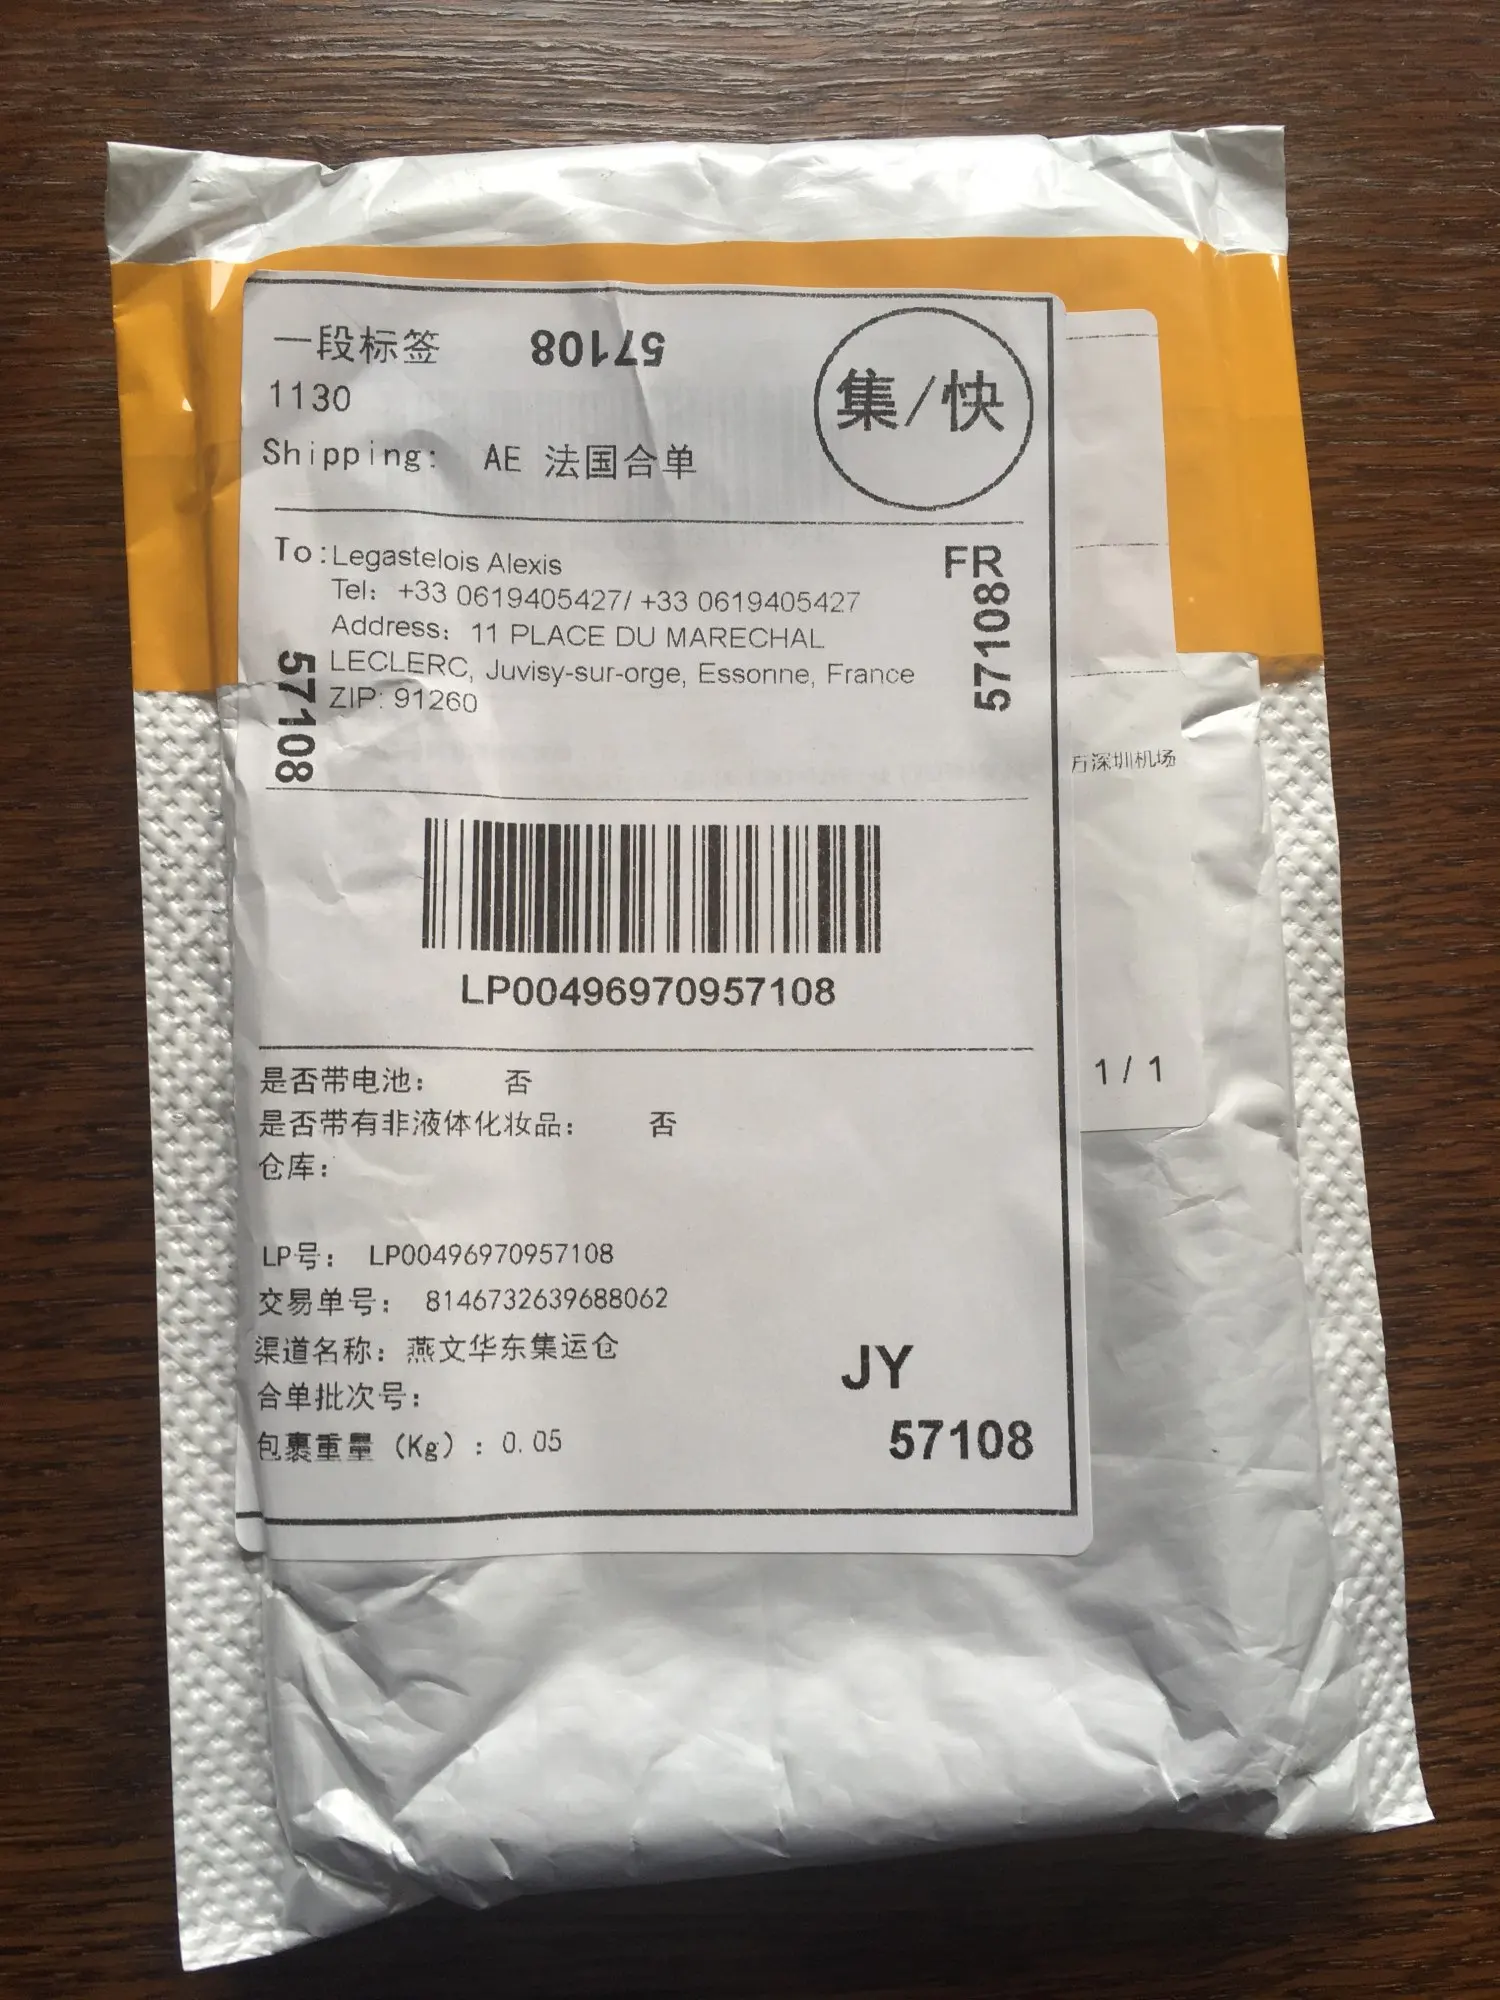 一段标签
57108
1130
集/快
Shipping: AE 法国合单
To:Legastelois Alexis
FR
Tel: +33 0619405427/ +33 0619405427
Address: 11 PLACE DU MARECHAL
LECLERC, Juvisy-sur-orge, Essonne, France
ZIP: 91260
57108
57108
深圳机场
LP00496970957108
1 / 1
是否带电池: 否
是否带有非液体化妆品: 否
仓库:
LP号: LP00496970957108
交易单号: 8146732639688062
渠道名称: 燕文华东集运仓
合单批次号:
包裹重量 (Kg) : 0.05
JY
57108